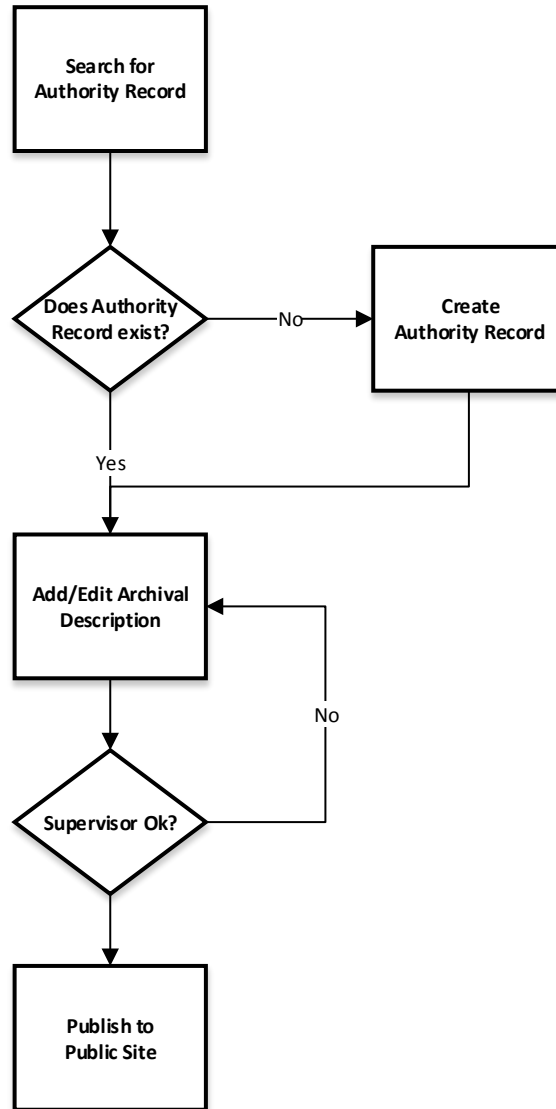 Search for
Authority Record
Does Authority
Record exist?
No
Create
Authority Record
Yes
Add/Edit Archival
Description
No
Supervisor Ok?
Publish to
Public Site